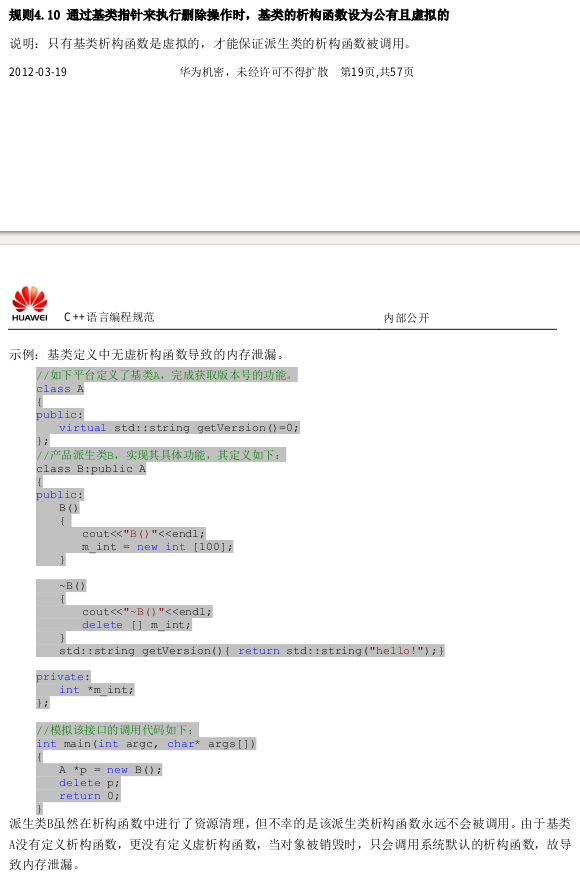 规则4.10 通过基类指针来执行删除操作时，基类的析构函数设为公有且虚拟的
说明：只有基类析构函数是虚拟的，才能保证派生类的析构函数被调用。
2012-03-19 华为机密，未经许可不得扩散 第19页,共57页
HUAWEI C++语言编程规范 内部公开
示例：基类定义中无虚析构函数导致的内存泄漏。
//如下平台定义了基类A，完成获取版本号的功能。
class A
{
public:
virtual std::string getVersion()=0;
};
//产品派生类B，实现其具体功能，其定义如下：
class B:public A
{
public:
B()
{
cout<<"B()"<<endl;
m_int = new int [100];
}
~B()
{
cout<<"~B()"<<endl;
delete [] m_int;
}
std::string getVersion(){ return std::string("hello!");}
private:
int *m_int;
};
//模拟该接口的调用代码如下：
int main(int argc, char* args[])
{
A *p = new B();
delete p;
return 0;
}
派生类B虽然在析构函数中进行了资源清理，但不幸的是该派生类析构函数永远不会被调用。由于基类
A没有定义析构函数，更没有定义虚析构函数，当对象被销毁时，只会调用系统默认的析构函数，故导
致内存泄漏。